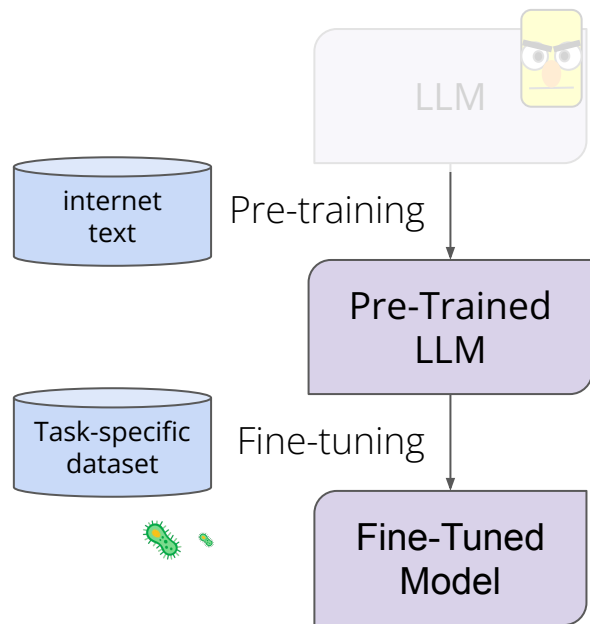 LLM
internet
text
Pre-training
Pre-Trained
LLM
Task-specific
dataset
Fine-tuning
Fine-Tuned
Model